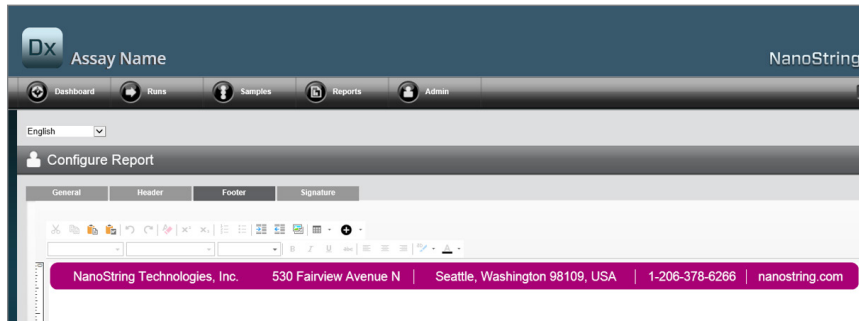 Dx Assay Name
NanoString
Dashboard Runs Samples Reports Admin
English
Configure Report
General Header Footer Signature
NanoString Technologies, Inc. 530 Fairview Avenue N | Seattle, Washington 98109, USA | 1-206-378-6266 | nanostring.com